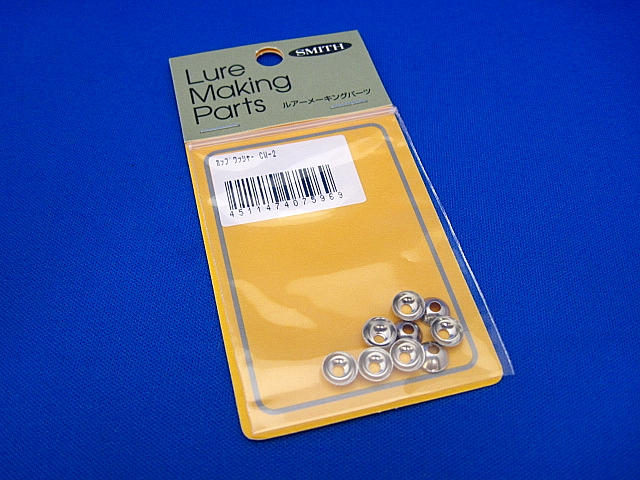 SMITH
Lure
Making
Parts
ルアーメーキングパーツ
カップワッシャー CW-2
4511474075969